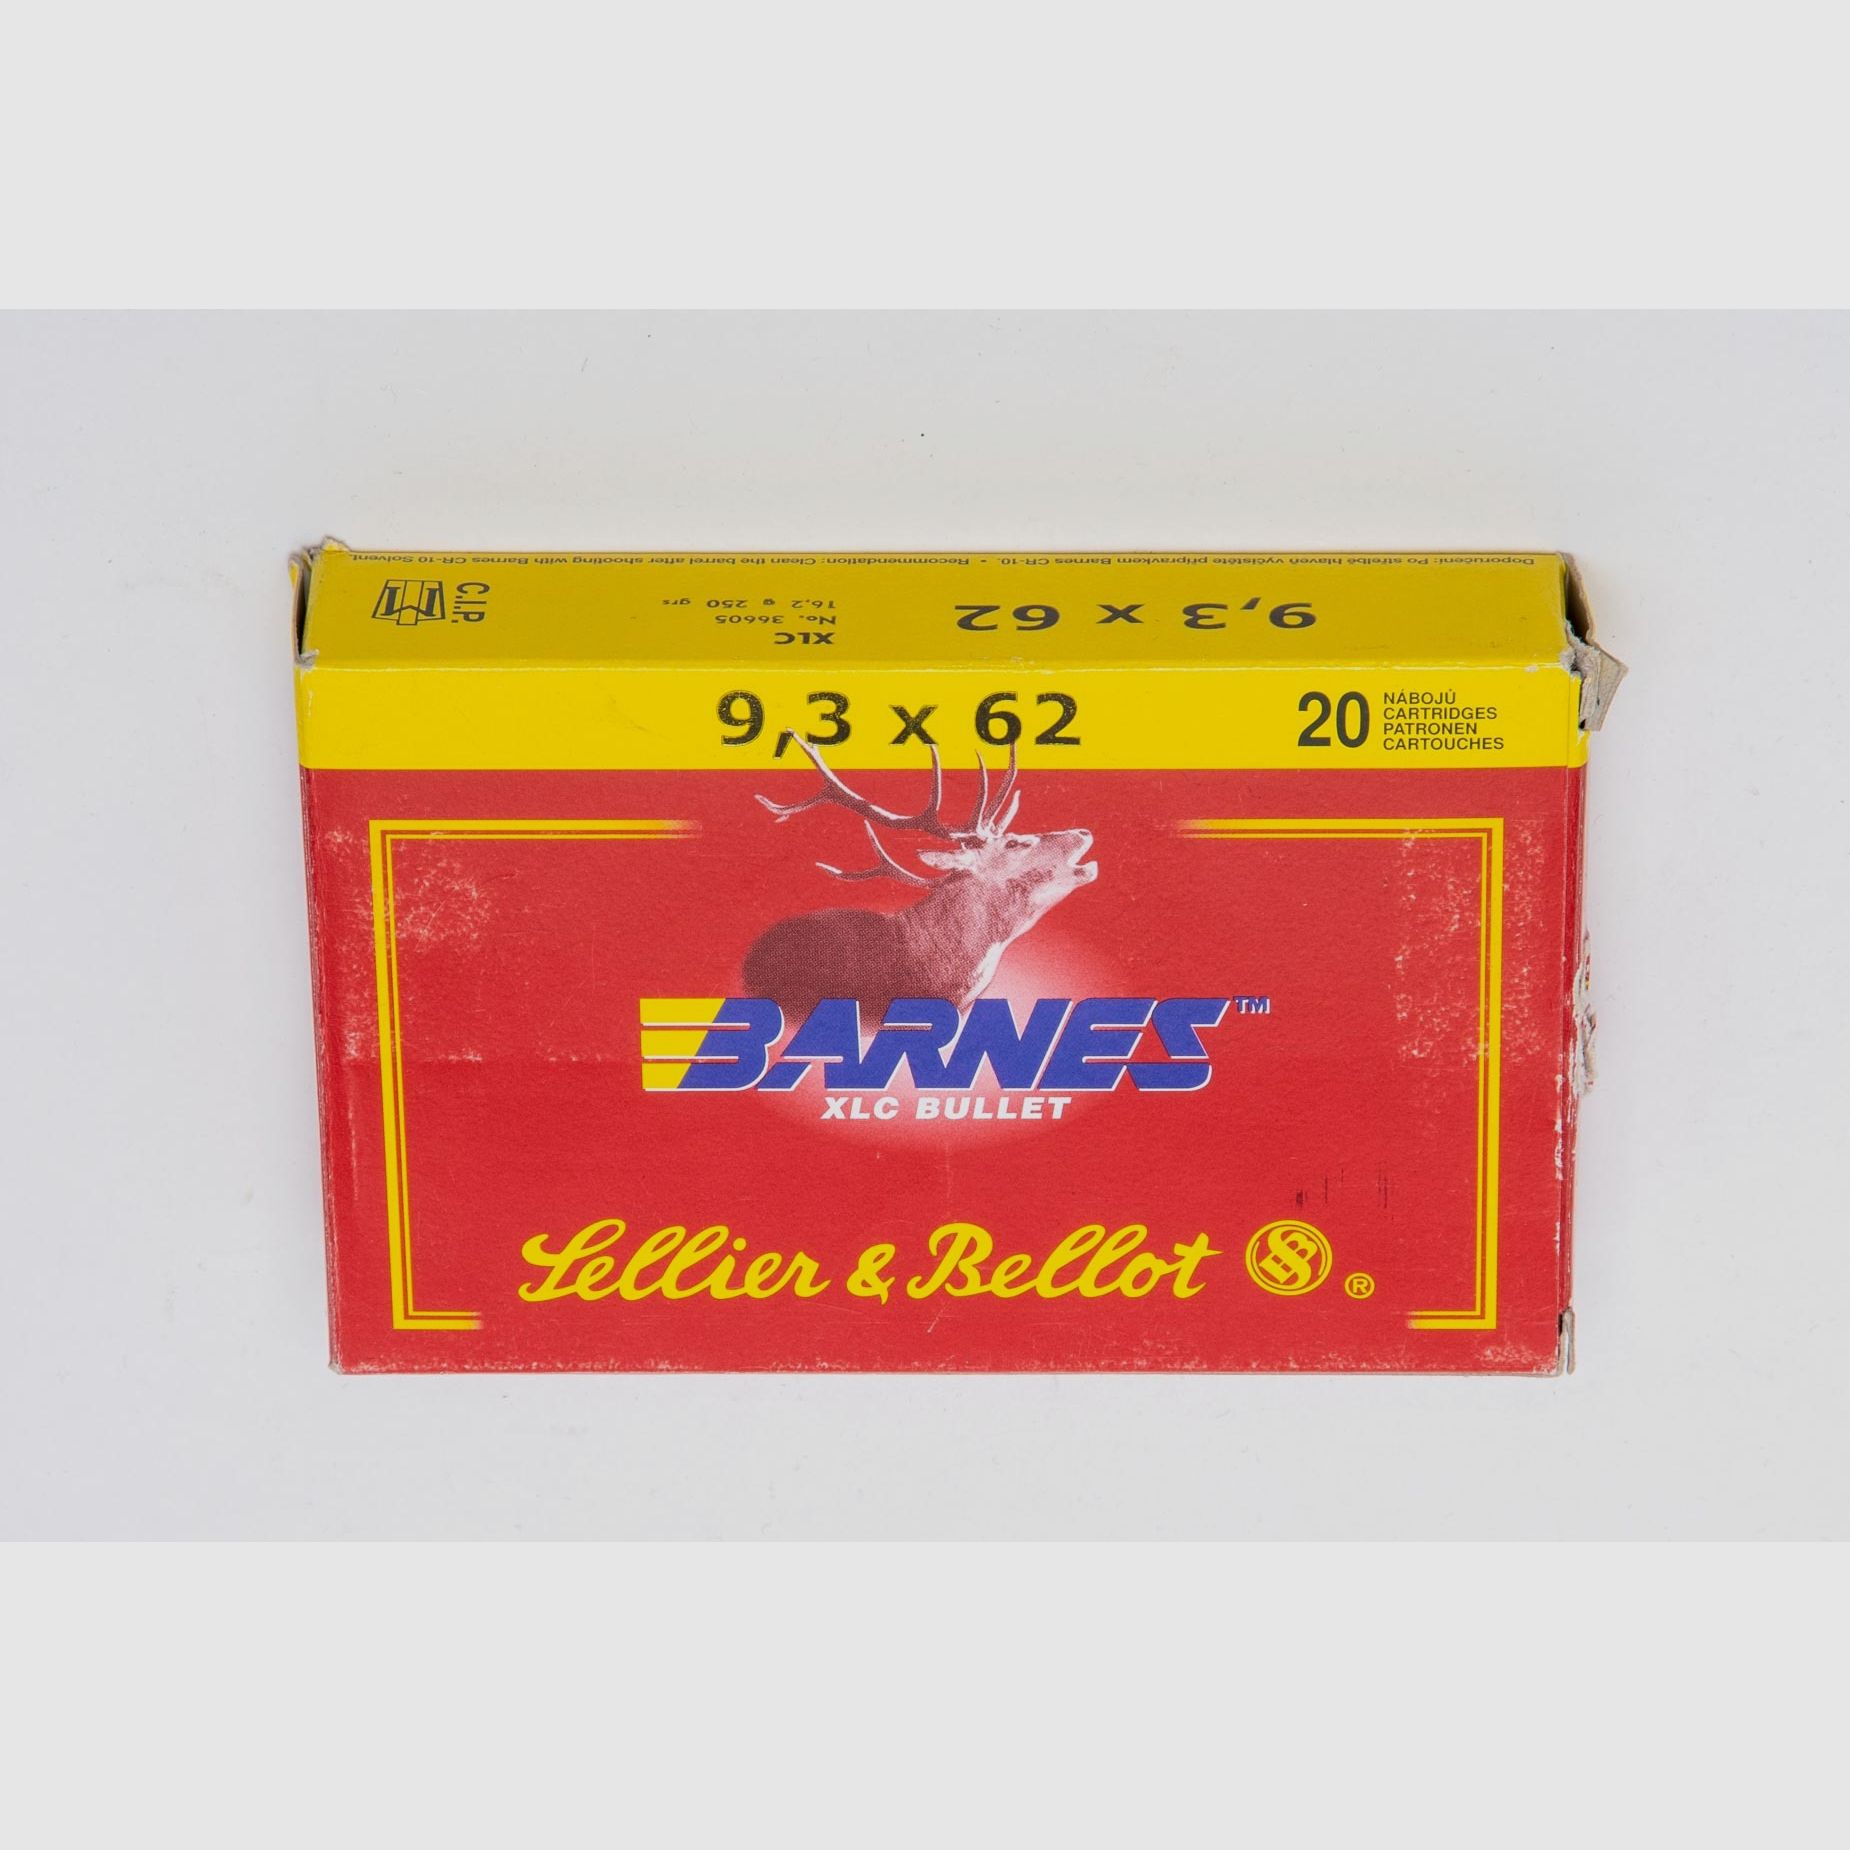 Doporučení: Po střelbě hlaveň vyčistěte přípravkem Barnes CR-10. • Recommendation: Clean the barrel after shooting with Barnes CR-10 Solvent.
9,3 x 62
XLC
No. 36605
16,2 g 250 grs
C.I.P.
9,3 x 62
20 NÁBOJŮ
CARTRIDGES
PATRONEN
CARTOUCHES
BARNES™
XLC BULLET
Sellier & Bellot ®